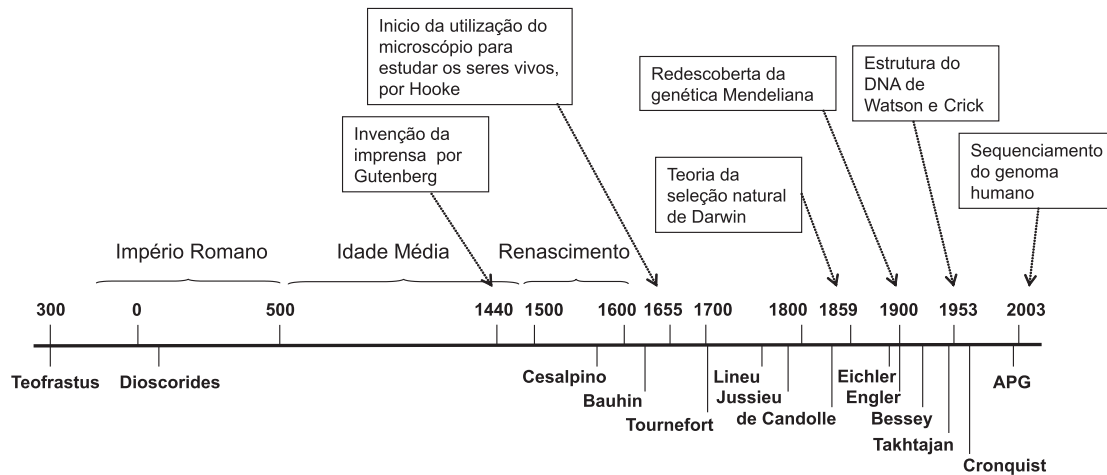 Inicio da utilização do
microscópio para
estudar os seres vivos,
por Hooke
Redescoberta da
genética Mendeliana
Estrutura do
DNA de
Watson e Crick
Invenção da
imprensa por
Gutenberg
Teoria da
seleção natural
de Darwin
Sequenciamento
do genoma
humano
Império Romano
Idade Média
Renascimento
300 0 500 1440 1500 1600 1655 1700 1800 1859 1900 1953 2003
Teofrastus Dioscorides Cesalpino Lineu Eichler APG
Bauhin Jussieu Engler
Tournefort de Candolle Bessey
Takhtajan
Cronquist